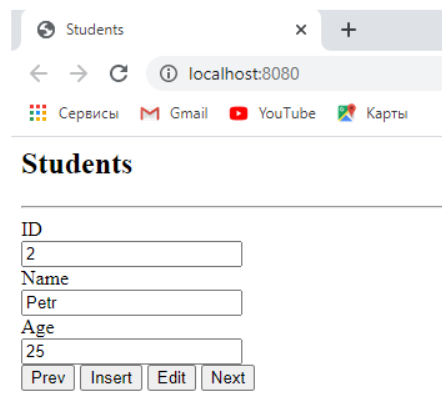 Students
localhost:8080
Сервисы Gmail YouTube Карты
Students
ID
2
Name
Petr
Age
25
Prev Insert Edit Next